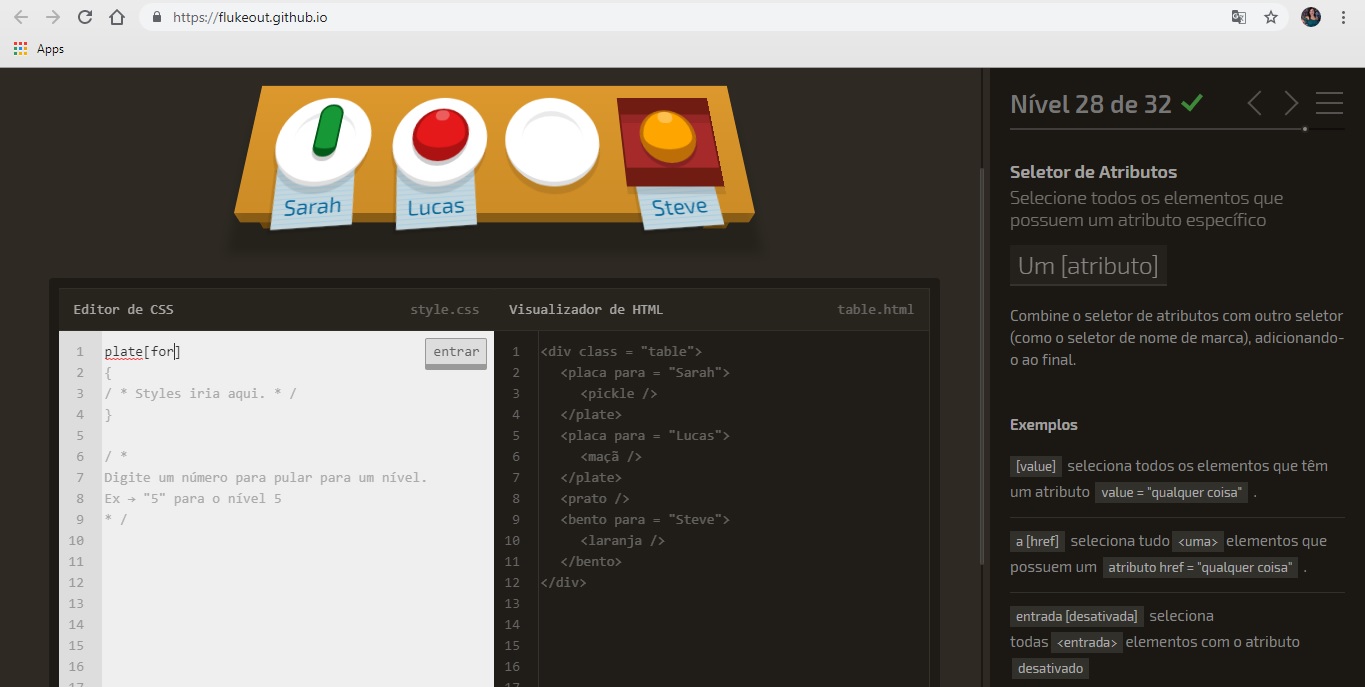 https://flukeout.github.io
Apps
Sarah
Lucas
Steve
Editor de CSS
style.css
Visualizador de HTML
table.html
1 plate[for]
entrar
2 {
3 / * Styles iria aqui. * /
4 }
5
6 / *
7 Digite um número para pular para um nível.
8 Ex → "5" para o nível 5
9 * /
10
11
12
13
14
15
16
17
1 <div class = "table">
2 <placa para = "Sarah">
3 <pickle />
4 </plate>
5 <placa para = "Lucas">
6 <maçã />
7 </plate>
8 <prato />
9 <bento para = "Steve">
10 <laranja />
11 </bento>
12 </div>
13
14
15
16
17
Nível 28 de 32
Seletor de Atributos
Selecione todos os elementos que
possuem um atributo específico
Um [atributo]
Combine o seletor de atributos com outro seletor
(como o seletor de nome de marca), adicionando-
o ao final.
Exemplos
[value] seleciona todos os elementos que têm
um atributo value = "qualquer coisa" .
a [href] seleciona tudo <uma> elementos que
possuem um atributo href = "qualquer coisa" .
entrada [desativada] seleciona
todas <entrada> elementos com o atributo
desativado